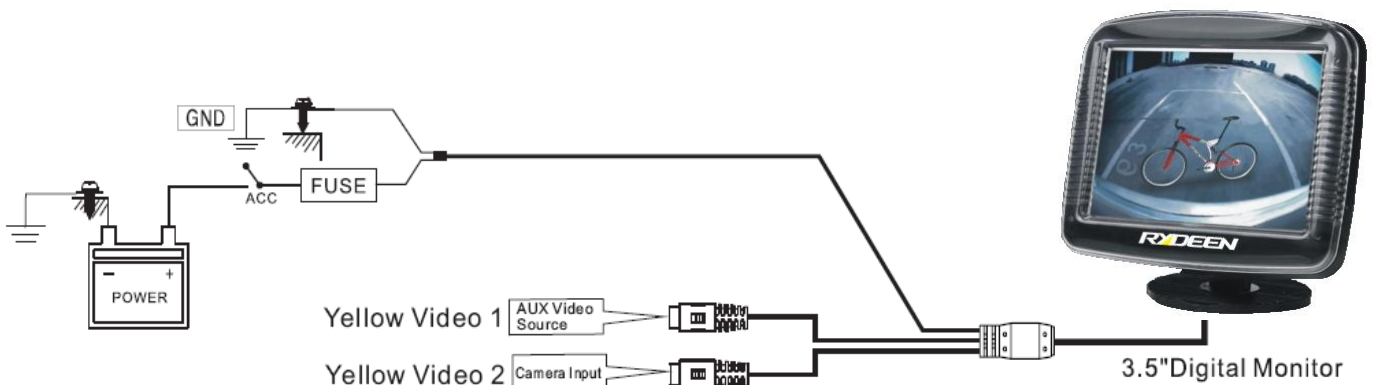 GND
ACC
FUSE
- +
POWER
Yellow Video 1
AUX Video
Source
Yellow Video 2
Camera Input
RYDEEN
3.5"Digital Monitor